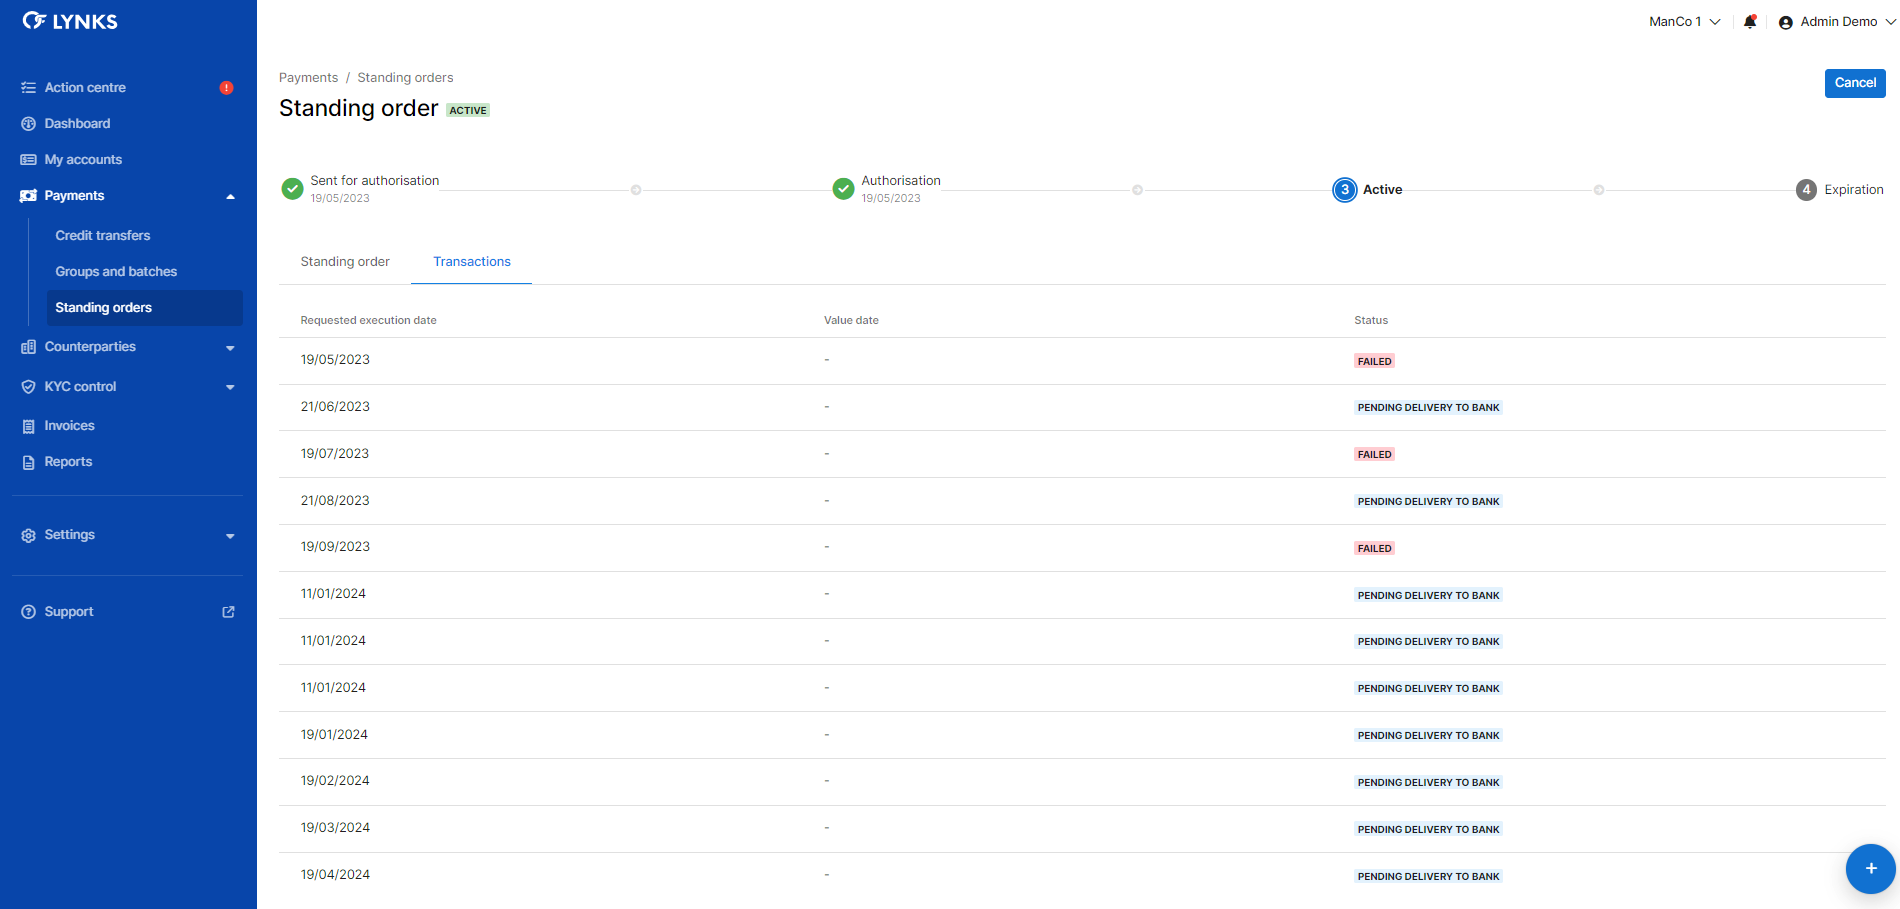 LYNKS
ManCo 1
Admin Demo
Action centre
!
Dashboard
My accounts
Payments
Credit transfers
Groups and batches
Standing orders
Counterparties
KYC control
Invoices
Reports
Settings
Support
Payments / Standing orders
Cancel
Standing order ACTIVE
Sent for authorisation
19/05/2023
Authorisation
19/05/2023
3 Active
4 Expiration
Standing order Transactions
Requested execution date Value date Status
19/05/2023 - FAILED
21/06/2023 - PENDING DELIVERY TO BANK
19/07/2023 - FAILED
21/08/2023 - PENDING DELIVERY TO BANK
19/09/2023 - FAILED
11/01/2024 - PENDING DELIVERY TO BANK
11/01/2024 - PENDING DELIVERY TO BANK
11/01/2024 - PENDING DELIVERY TO BANK
19/01/2024 - PENDING DELIVERY TO BANK
19/02/2024 - PENDING DELIVERY TO BANK
19/03/2024 - PENDING DELIVERY TO BANK
19/04/2024 - PENDING DELIVERY TO BANK
+